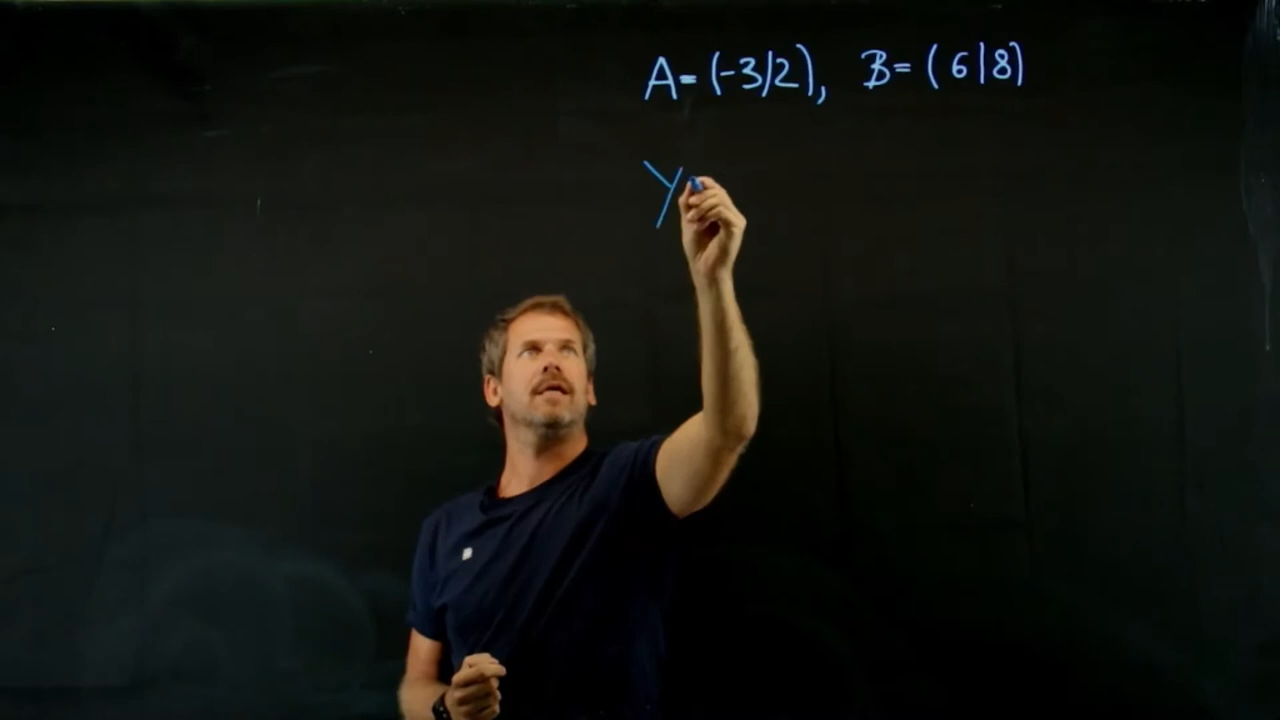 A = (-3|2), B = (6|8)
y